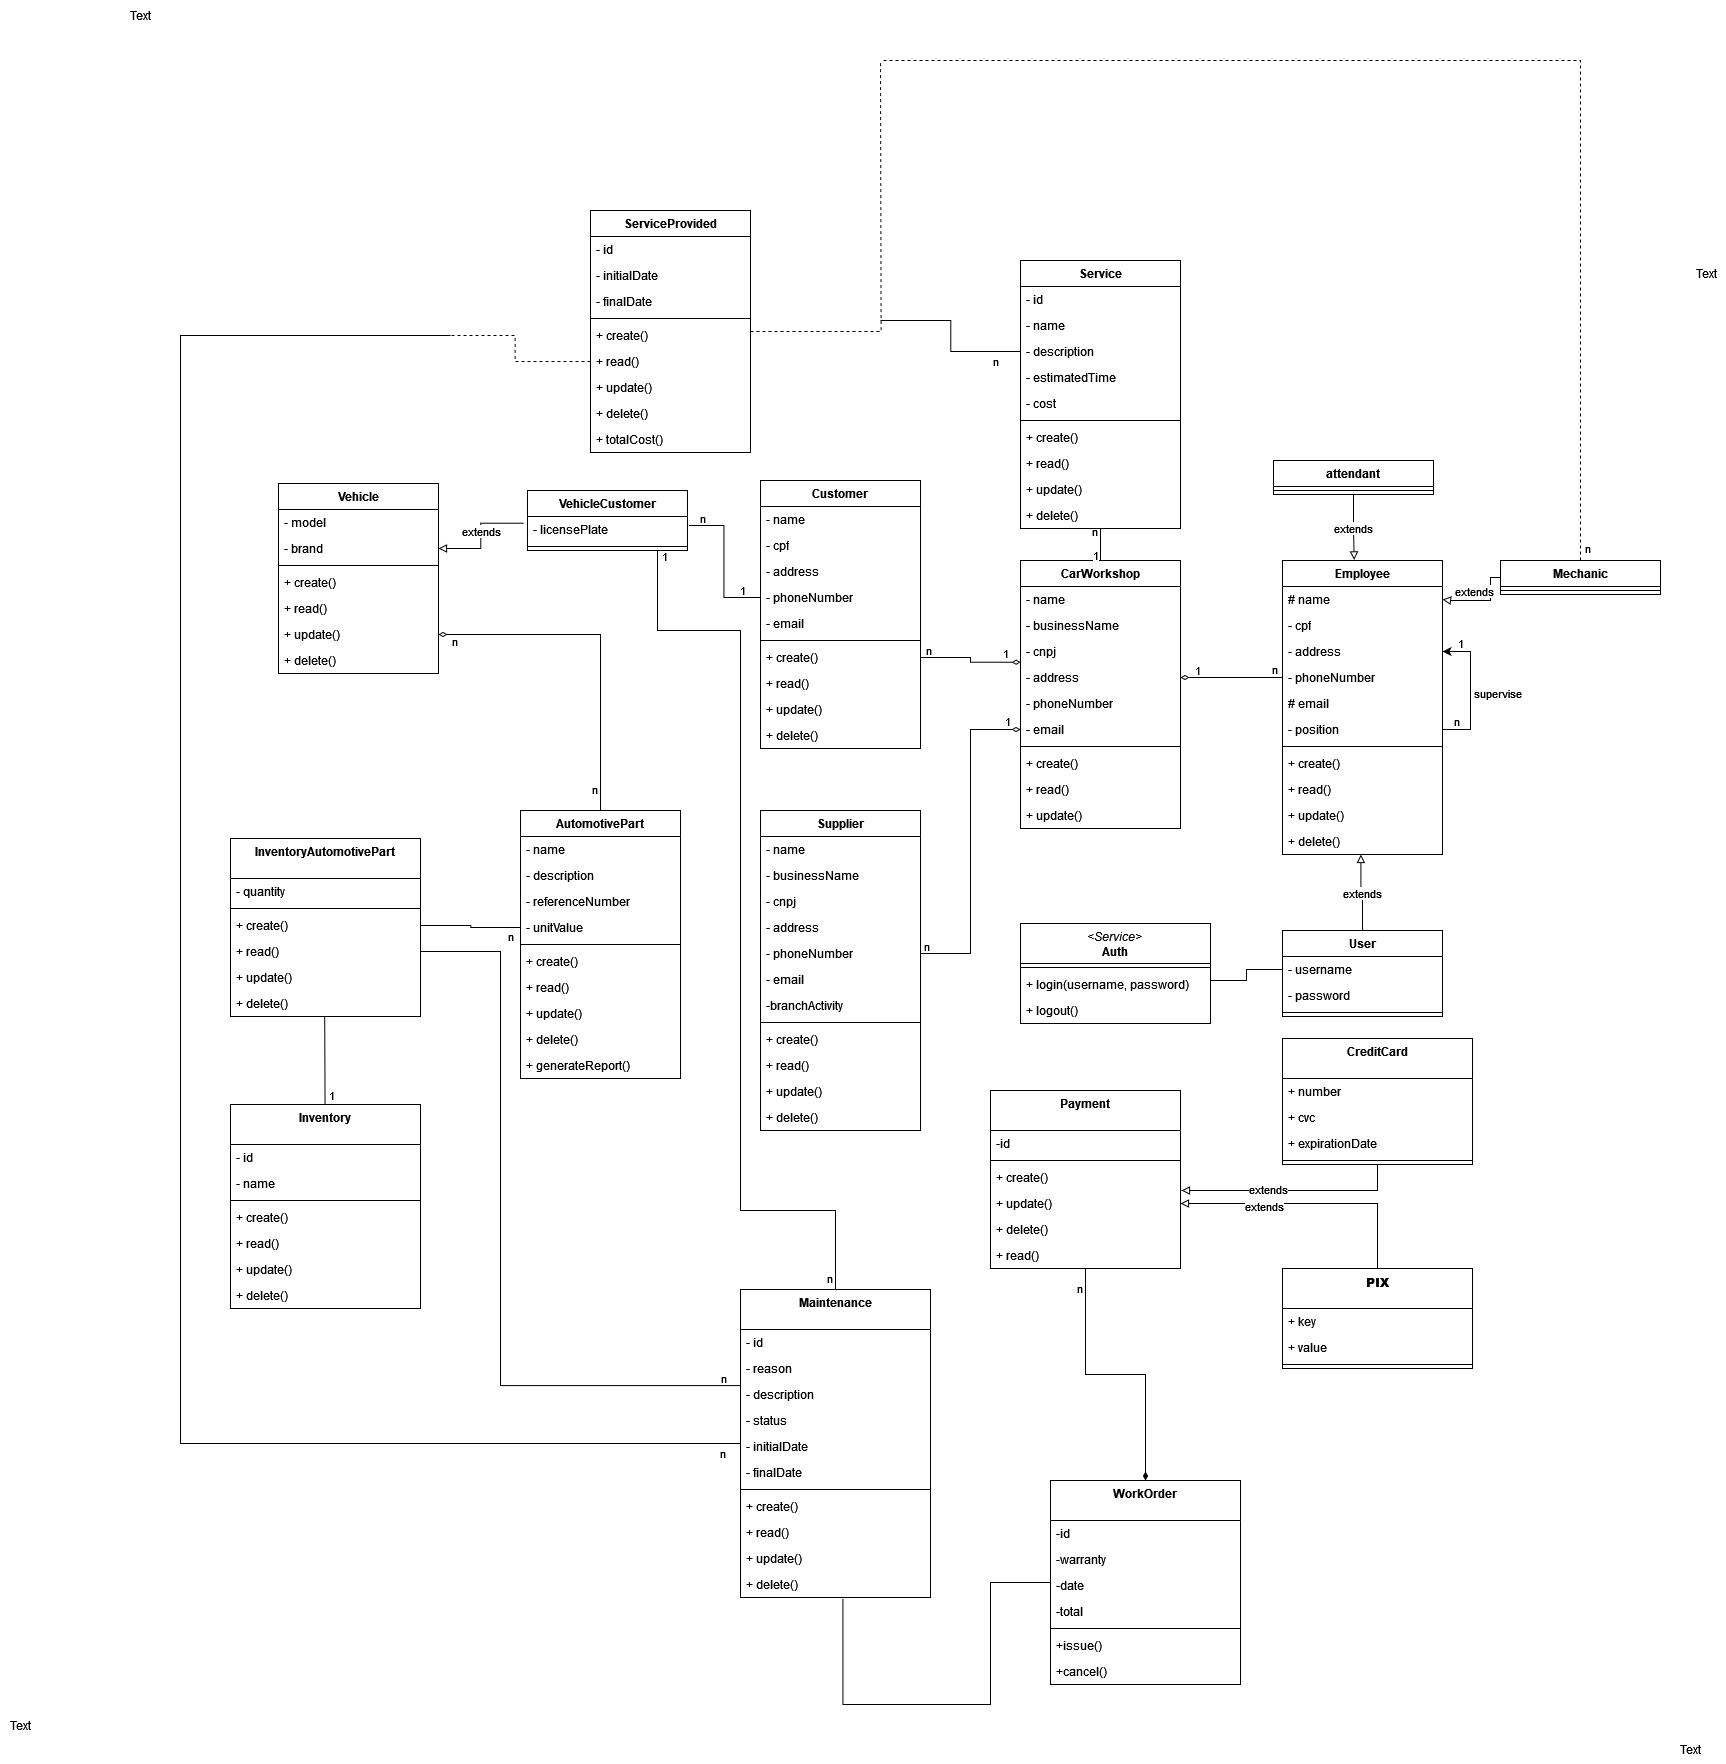 Text
Text
ServiceProvided
- id
- initialDate
- finalDate
+ create()
+ read()
+ update()
+ delete()
+ totalCost()
Service
- id
- name
- description
- estimatedTime
- cost
+ create()
+ read()
+ update()
+ delete()
n
n
1
attendant
extends
Vehicle
- model
- brand
+ create()
+ read()
+ update()
+ delete()
n
extends
VehicleCustomer
- licensePlate
n
1
1
Customer
- name
- cpf
- address
- phoneNumber
- email
+ create()
+ read()
+ update()
+ delete()
n
1
CarWorkshop
- name
- businessName
- cnpj
- address
- phoneNumber
- email
+ create()
+ read()
+ update()
1
1
n
Employee
# name
- cpf
- address
- phoneNumber
# email
- position
+ create()
+ read()
+ update()
+ delete()
extends
n
Mechanic
1
supervise
n
extends
InventoryAutomotivePart
- quantity
+ create()
+ read()
+ update()
+ delete()
n
AutomotivePart
- name
- description
- referenceNumber
- unitValue
+ create()
+ read()
+ update()
+ delete()
+ generateReport()
n
Supplier
- name
- businessName
- cnpj
- address
- phoneNumber
- email
-branchActivity
+ create()
+ read()
+ update()
+ delete()
n
<Service>
Auth
+ login(username, password)
+ logout()
User
- username
- password
1
Inventory
- id
- name
+ create()
+ read()
+ update()
+ delete()
Payment
-id
+ create()
+ update()
+ delete()
+ read()
n
CreditCard
+ number
+ cvc
+ expirationDate
extends
extends
PIX
+ key
+ value
n
n
n
Maintenance
- id
- reason
- description
- status
- initialDate
- finalDate
+ create()
+ read()
+ update()
+ delete()
WorkOrder
-id
-warranty
-date
-total
+issue()
+cancel()
Text
Text